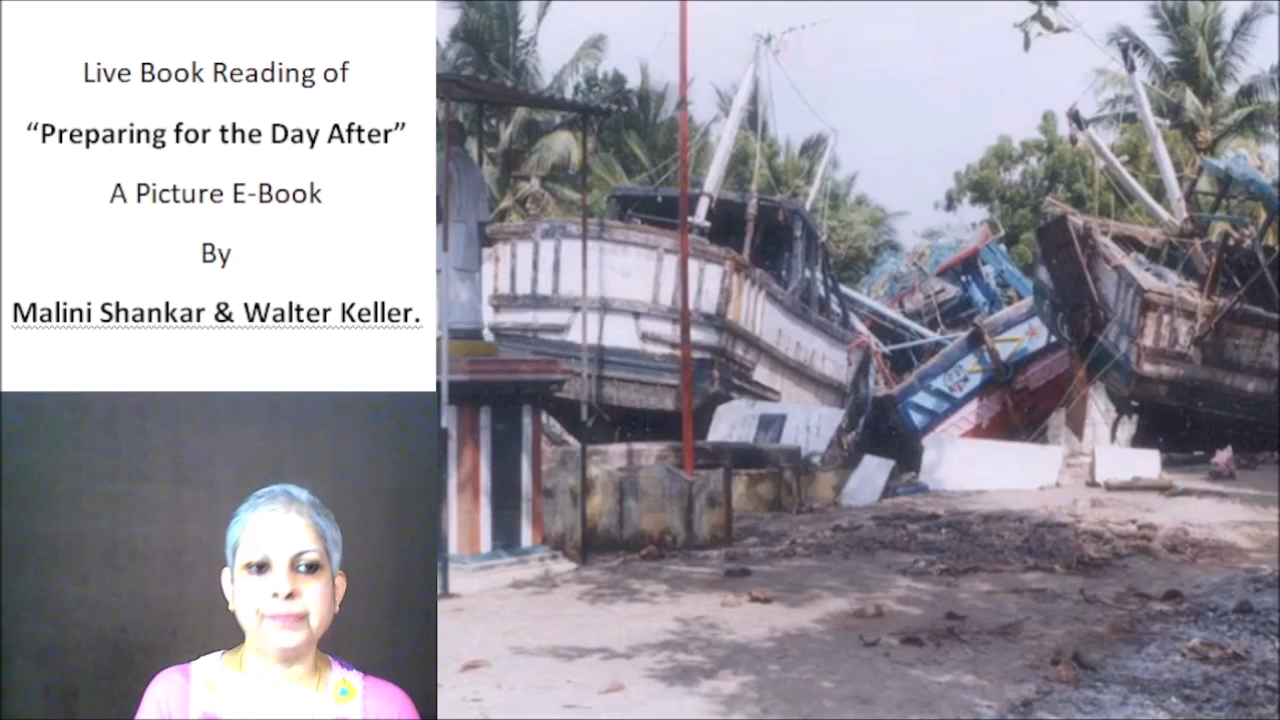 Live Book Reading of
“Preparing for the Day After”
A Picture E-Book
By
Malini Shankar & Walter Keller.